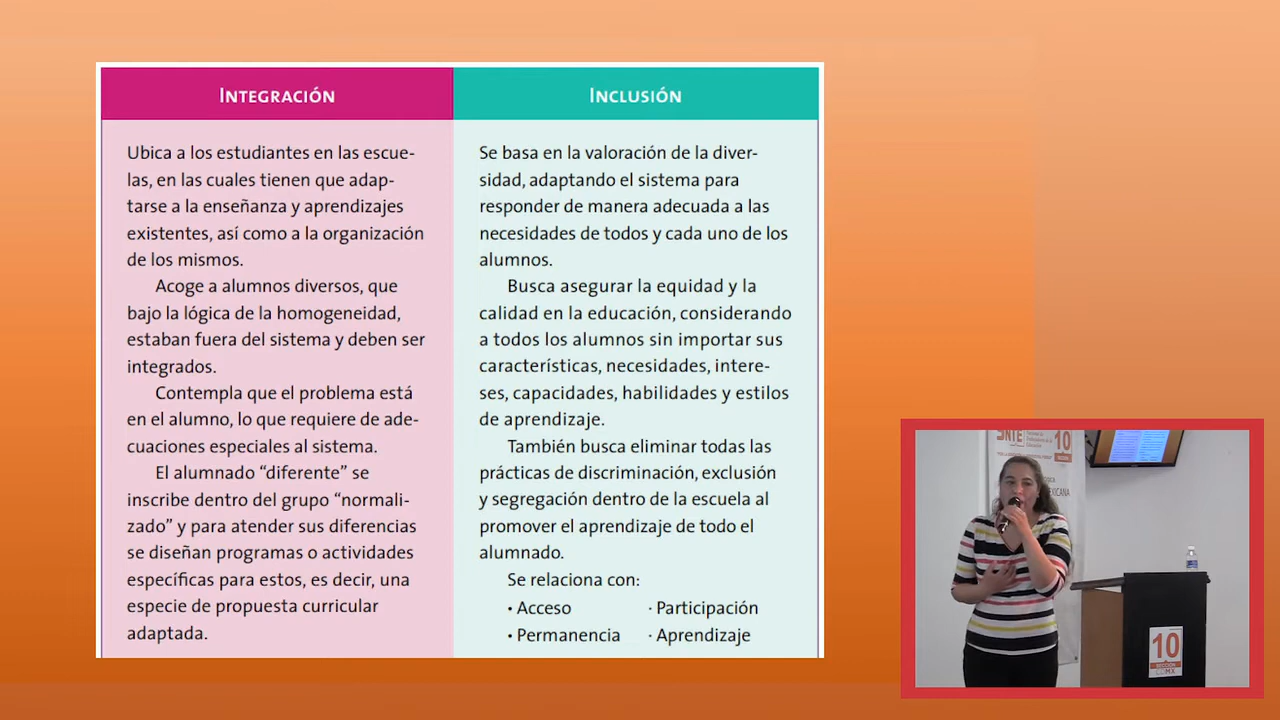 INTEGRACIÓN
Ubica a los estudiantes en las escue-
las, en las cuales tienen que adap-
tarse a la enseñanza y aprendizajes
existentes, así como a la organización
de los mismos.
Acoge a alumnos diversos, que
bajo la lógica de la homogeneidad,
estaban fuera del sistema y deben ser
integrados.
Contempla que el problema está
en el alumno, lo que requiere de ade-
cuaciones especiales al sistema.
El alumnado “diferente” se
inscribe dentro del grupo “normali-
zado” y para atender sus diferencias
se diseñan programas o actividades
específicas para estos, es decir, una
especie de propuesta curricular
adaptada.
INCLUSIÓN
Se basa en la valoración de la diver-
sidad, adaptando el sistema para
responder de manera adecuada a las
necesidades de todos y cada uno de los
alumnos.
Busca asegurar la equidad y la
calidad en la educación, considerando
a todos los alumnos sin importar sus
características, necesidades, intere-
ses, capacidades, habilidades y estilos
de aprendizaje.
También busca eliminar todas las
prácticas de discriminación, exclusión
y segregación dentro de la escuela al
promover el aprendizaje de todo el
alumnado.
Se relaciona con:
• Acceso · Participación
• Permanencia · Aprendizaje
SNTE
10
10
SECCIÓN
CDMX